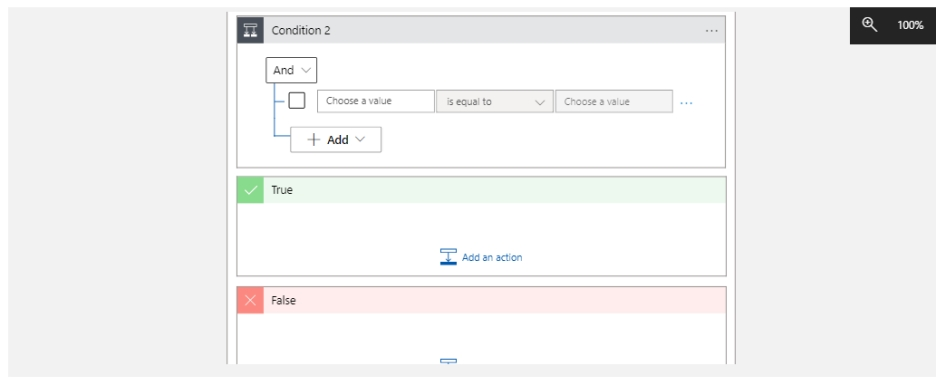 Condition 2
...
100%
And
Choose a value is equal to Choose a value ...
+ Add
True
Add an action
False